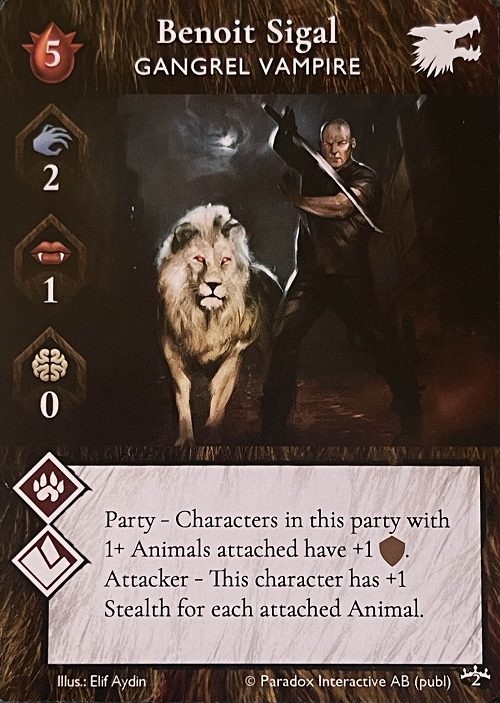 Benoit Sigal
5
GANGREL VAMPIRE
2
1
0
Party - Characters in this party with
1+ Animals attached have +1 .
Attacker - This character has +1
Stealth for each attached Animal.
Illus.: Elif Aydin
© Paradox Interactive AB (publ)
2